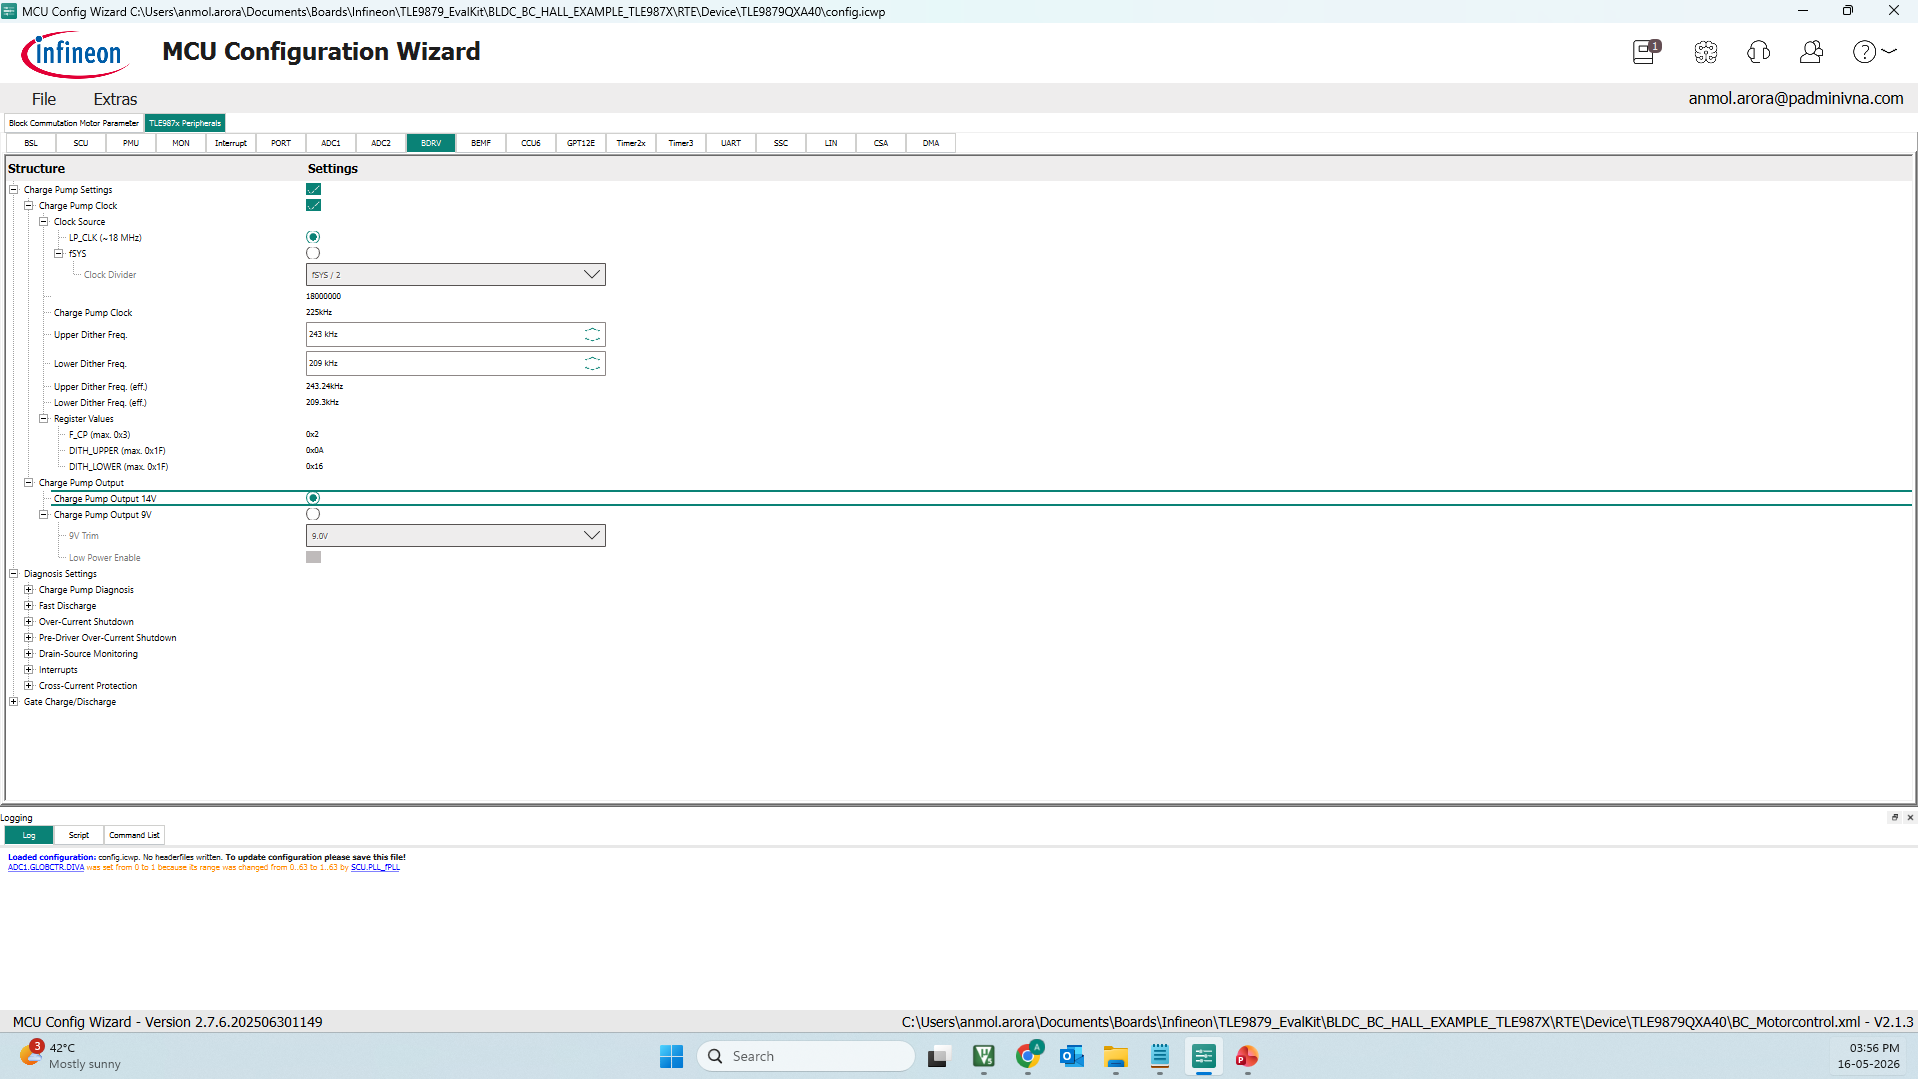 MCU Config Wizard C:\Users\anmol.arora\Documents\Boards\Infineon\TLE9879_EvalKit\BLDC_BC_HALL_EXAMPLE_TLE987X\RTE\Device\TLE9879QXA40\config.icwp
infineon MCU Configuration Wizard 1 ?
File Extras anmol.arora@padminivna.com
Block Commutation Motor Parameter TLE987x Peripherals
BSL SCU PMU MON Interrupt PORT ADC1 ADC2 BDRV BEMF CCU6 GPT12E Timer2x Timer3 UART SSC LIN CSA DMA
Structure Settings
Charge Pump Settings
Charge Pump Clock
Clock Source
LP_CLK (~18 MHz)
fSYS
Clock Divider fSYS / 2
18000000
Charge Pump Clock 225kHz
Upper Dither Freq. 243 kHz
Lower Dither Freq. 209 kHz
Upper Dither Freq. (eff.) 243.24kHz
Lower Dither Freq. (eff.) 209.3kHz
Register Values
F_CP (max. 0x3) 0x2
DITH_UPPER (max. 0x1F) 0x0A
DITH_LOWER (max. 0x1F) 0x16
Charge Pump Output
Charge Pump Output 14V
Charge Pump Output 9V
9V Trim 9.0V
Low Power Enable
Diagnosis Settings
Charge Pump Diagnosis
Fast Discharge
Over-Current Shutdown
Pre-Driver Over-Current Shutdown
Drain-Source Monitoring
Interrupts
Cross-Current Protection
Gate Charge/Discharge
Logging
Log Script Command List
Loaded configuration: config.icwp. No headerfiles written. To update configuration please save this file!
ADC1.GLOBCTR.DIVA was set from 0 to 1 because its range was changed from 0..63 to 1..63 by SCU.PLL_fPLL
MCU Config Wizard - Version 2.7.6.202506301149 C:\Users\anmol.arora\Documents\Boards\Infineon\TLE9879_EvalKit\BLDC_BC_HALL_EXAMPLE_TLE987X\RTE\Device\TLE9879QXA40\BC_Motorcontrol.xml - V2.1.3
3 42°C
Mostly sunny
Search
A
03:56 PM
16-05-2026